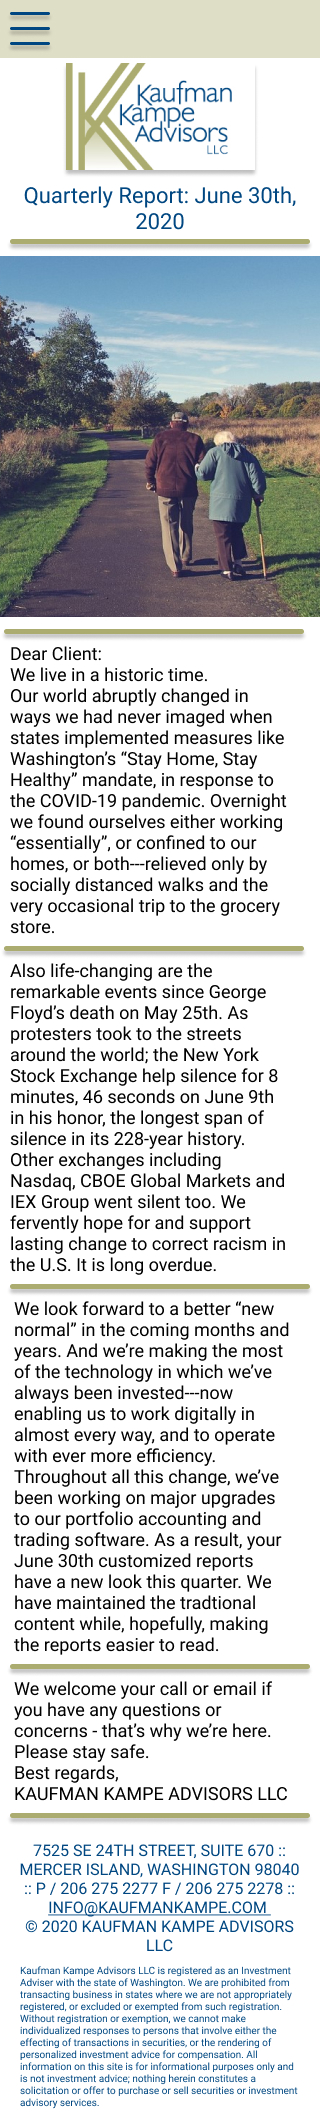 Kaufman
Kampe
Advisors
LLC
Quarterly Report: June 30th,
2020
Dear Client:
We live in a historic time.
Our world abruptly changed in
ways we had never imaged when
states implemented measures like
Washington’s “Stay Home, Stay
Healthy” mandate, in response to
the COVID-19 pandemic. Overnight
we found ourselves either working
“essentially”, or confined to our
homes, or both---relieved only by
socially distanced walks and the
very occasional trip to the grocery
store.
Also life-changing are the
remarkable events since George
Floyd’s death on May 25th. As
protesters took to the streets
around the world; the New York
Stock Exchange help silence for 8
minutes, 46 seconds on June 9th
in his honor, the longest span of
silence in its 228-year history.
Other exchanges including
Nasdaq, CBOE Global Markets and
IEX Group went silent too. We
fervently hope for and support
lasting change to correct racism in
the U.S. It is long overdue.
We look forward to a better “new
normal” in the coming months and
years. And we’re making the most
of the technology in which we’ve
always been invested---now
enabling us to work digitally in
almost every way, and to operate
with ever more efficiency.
Throughout all this change, we’ve
been working on major upgrades
to our portfolio accounting and
trading software. As a result, your
June 30th customized reports
have a new look this quarter. We
have maintained the tradtional
content while, hopefully, making
the reports easier to read.
We welcome your call or email if
you have any questions or
concerns - that’s why we’re here.
Please stay safe.
Best regards,
KAUFMAN KAMPE ADVISORS LLC
7525 SE 24TH STREET, SUITE 670 ::
MERCER ISLAND, WASHINGTON 98040
:: P / 206 275 2277 F / 206 275 2278 ::
INFO@KAUFMANKAMPE.COM
© 2020 KAUFMAN KAMPE ADVISORS
LLC
Kaufman Kampe Advisors LLC is registered as an Investment
Adviser with the state of Washington. We are prohibited from
transacting business in states where we are not appropriately
registered, or excluded or exempted from such registration.
Without registration or exemption, we cannot make
individualized responses to persons that involve either the
effecting of transactions in securities, or the rendering of
personalized investment advice for compensation. All
information on this site is for informational purposes only and
is not investment advice; nothing herein constitutes a
solicitation or offer to purchase or sell securities or investment
advisory services.